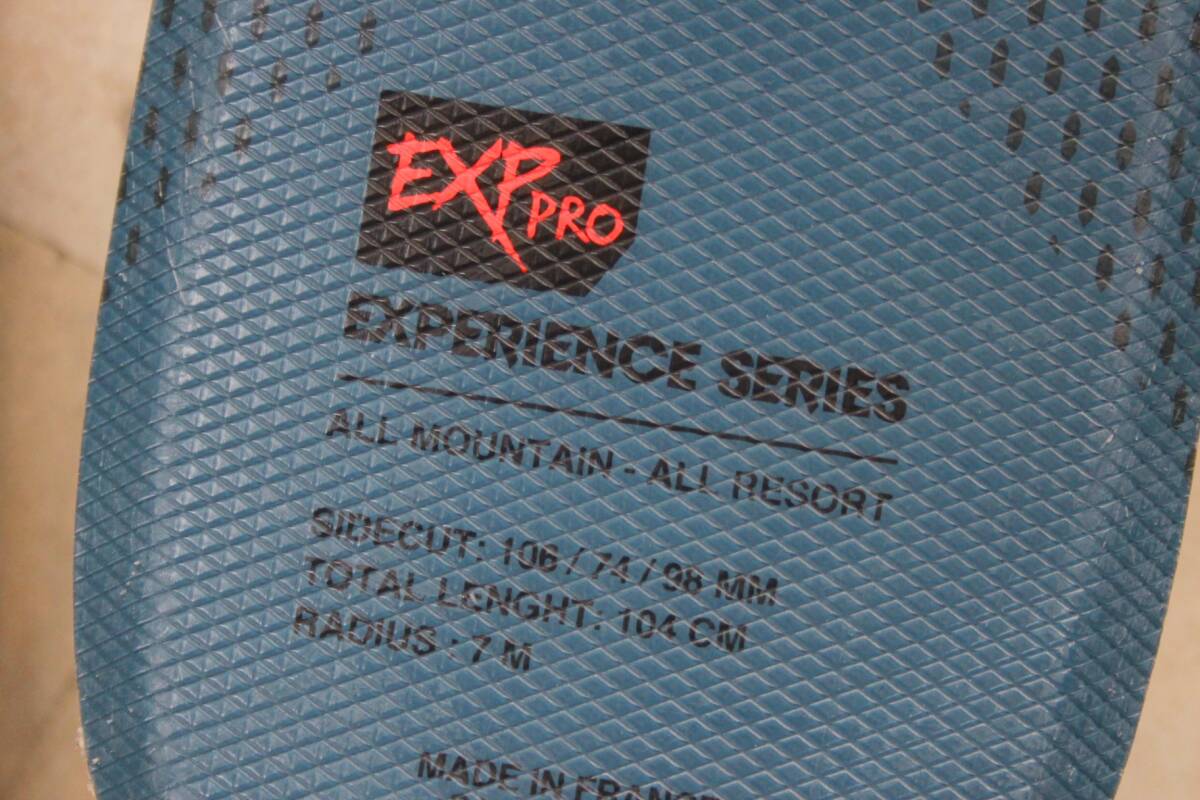 EXP PRO
EXPERIENCE SERIES
ALL MOUNTAIN - ALL RESORT
SIDECUT: 106 / 74 / 98 MM
TOTAL LENGHT: 104 CM
RADIUS : 7 M
MADE IN FRANCE